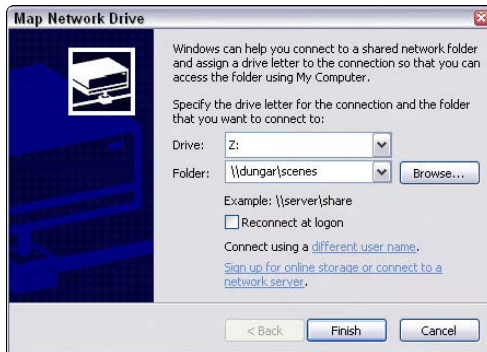 Map Network Drive
Windows can help you connect to a shared network folder
and assign a drive letter to the connection so that you can
access the folder using My Computer.
Specify the drive letter for the connection and the folder
that you want to connect to:
Drive: Z:
Folder: \\dungar\scenes Browse...
Example: \\server\share
Reconnect at logon
Connect using a different user name.
Sign up for online storage or connect to a
network server.
< Back Finish Cancel